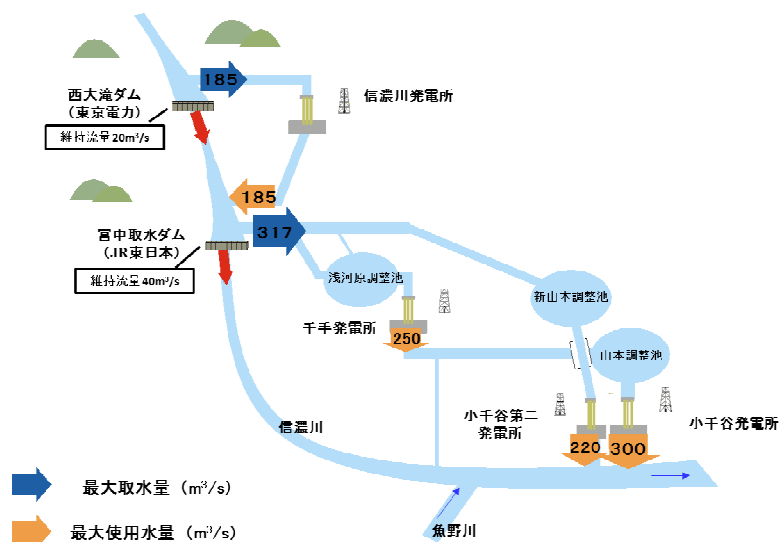 185
西大滝ダム
（東京電力）
信濃川発電所
維持流量20m³/s
185
宮中取水ダム
（JR東日本）
317
維持流量40m³/s
浅河原調整池
新山本調整池
千手発電所
250
山本調整池
小千谷第二
発電所
小千谷発電所
信濃川
220
300
最大取水量（m³/s）
最大使用水量（m³/s）
魚野川